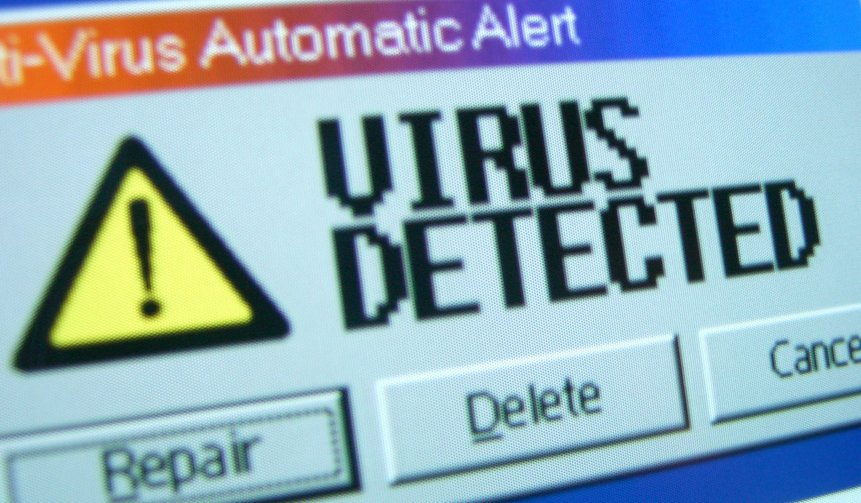 ti-Virus Automatic Alert
VIRUS
DETECTED
Repair
Delete
Cance